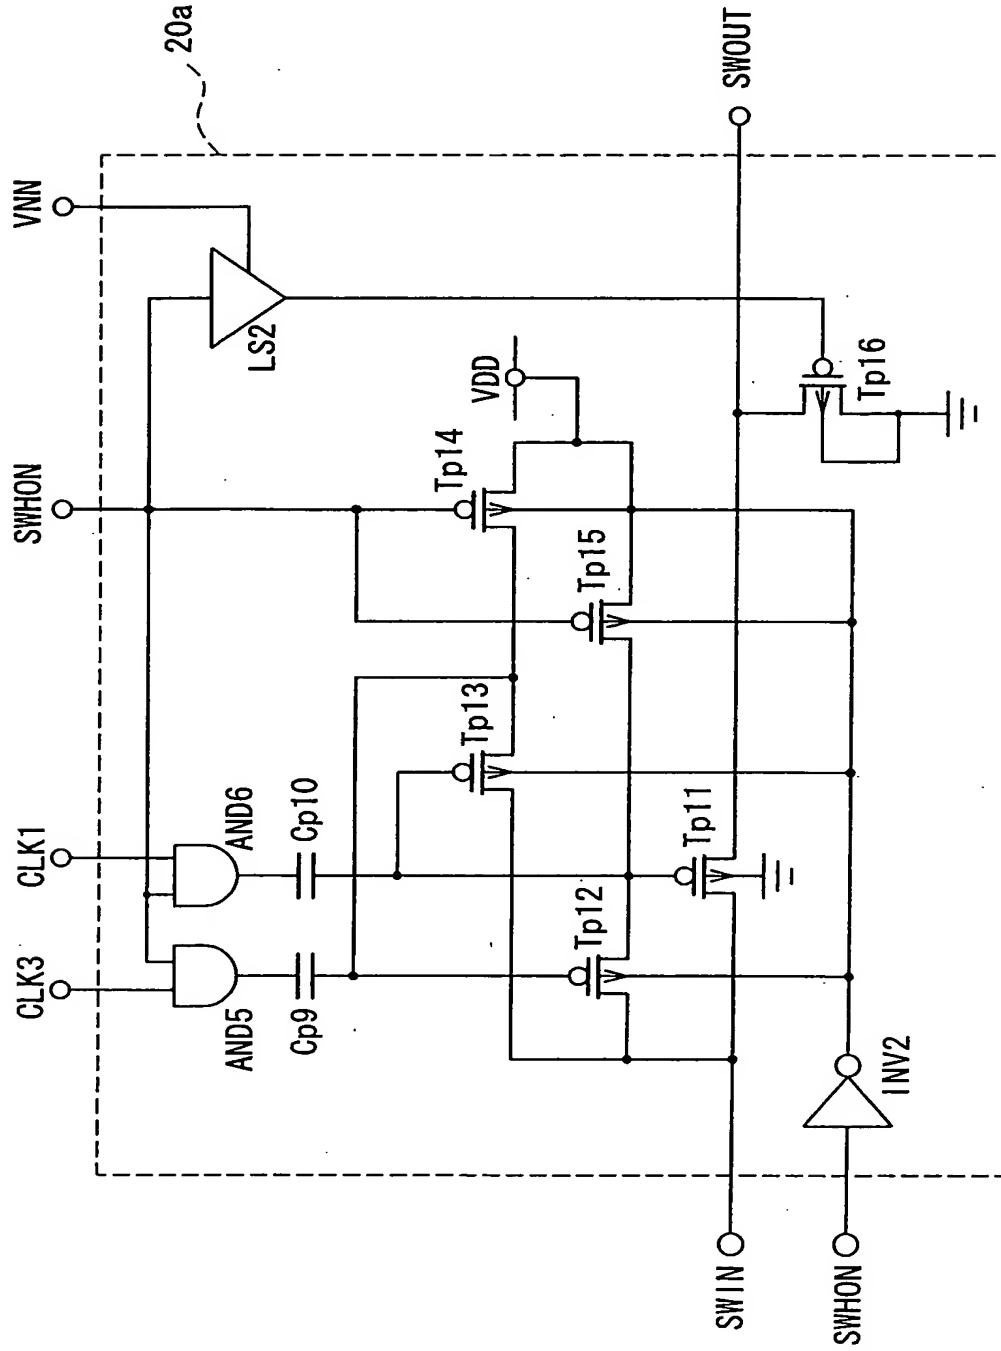 20a
VNN
SWHON
CLK1
CLK3
SWOUT
LS2
VDD
AND6
AND5
Cp10
Cp9
Tp14
Tp15
Tp13
Tp12
Tp11
Tp16
SWIN
SWHON
INV2